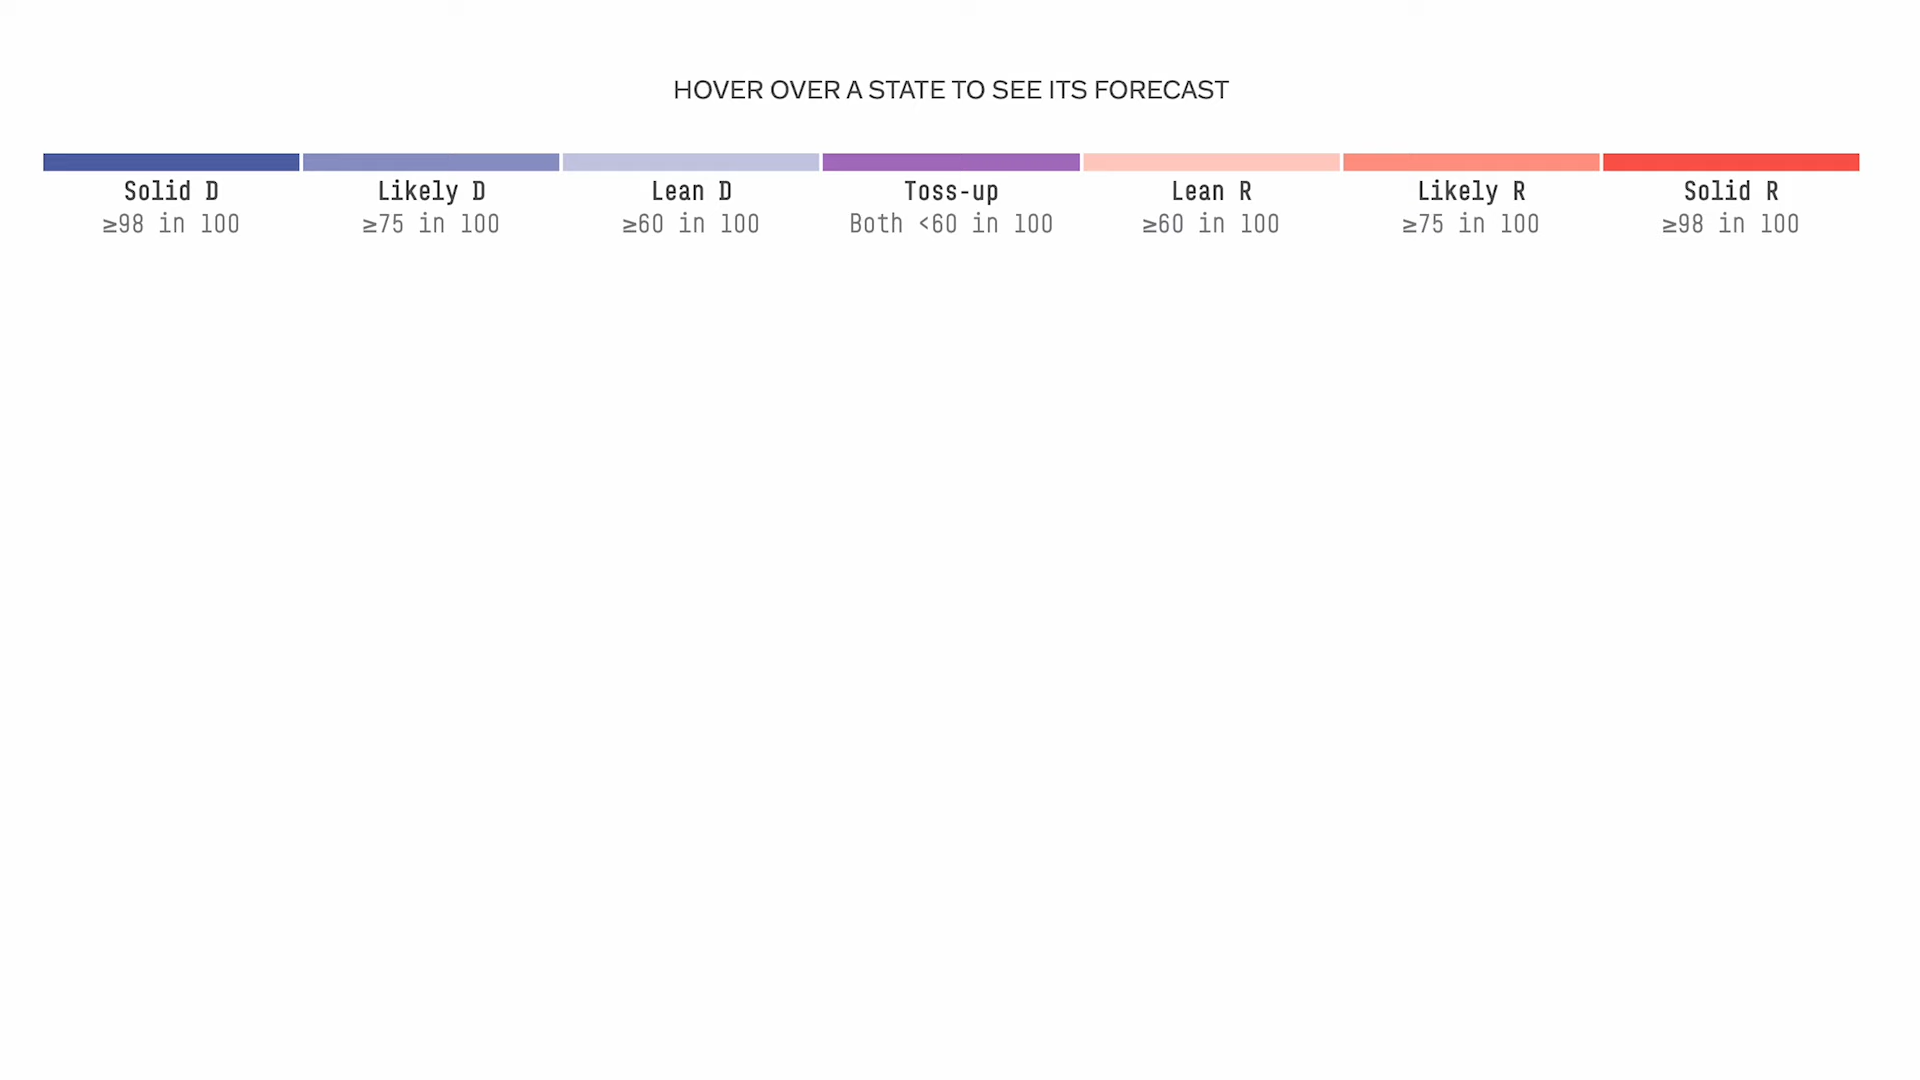 HOVER OVER A STATE TO SEE ITS FORECAST
Solid D Likely D Lean D Toss-up Lean R Likely R Solid R
≥98 in 100 ≥75 in 100 ≥60 in 100 Both <60 in 100 ≥60 in 100 ≥75 in 100 ≥98 in 100